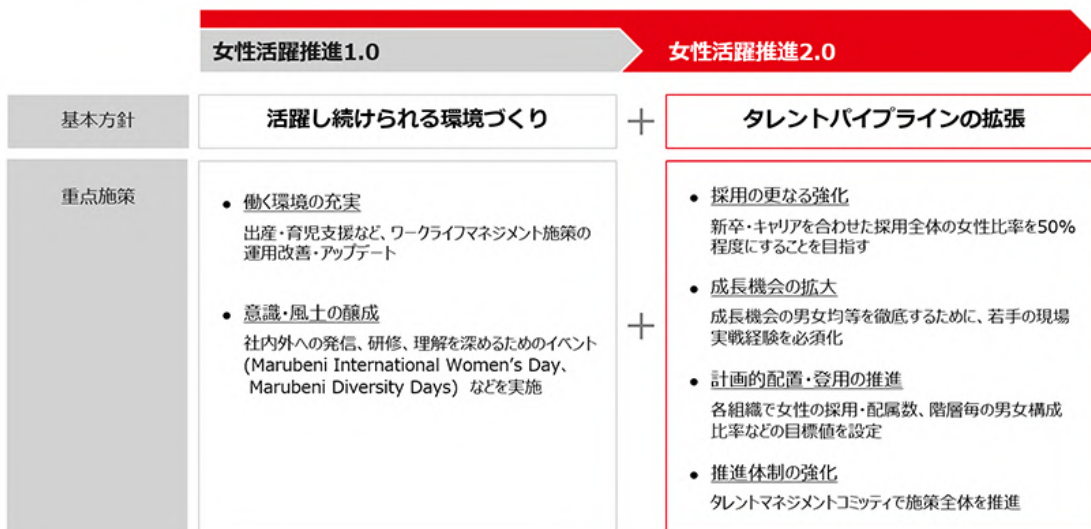 女性活躍推進1.0
女性活躍推進2.0
基本方針
活躍し続けられる環境づくり
+
タレントパイプラインの拡張
重点施策
• 働く環境の充実
出産・育児支援など、ワークライフマネジメント施策の
運用改善・アップデート
• 意識・風土の醸成
社内外への発信、研修、理解を深めるためのイベント
(Marubeni International Women's Day、
Marubeni Diversity Days) などを実施
+
• 採用の更なる強化
新卒・キャリアを合わせた採用全体の女性比率を50%
程度にすることを目指す
• 成長機会の拡大
成長機会の男女均等を徹底するために、若手の現場
実戦経験を必須化
• 計画的配置・登用の推進
各組織で女性の採用・配属数、階層毎の男女構成
比率などの目標値を設定
• 推進体制の強化
タレントマネジメントコミッティで施策全体を推進